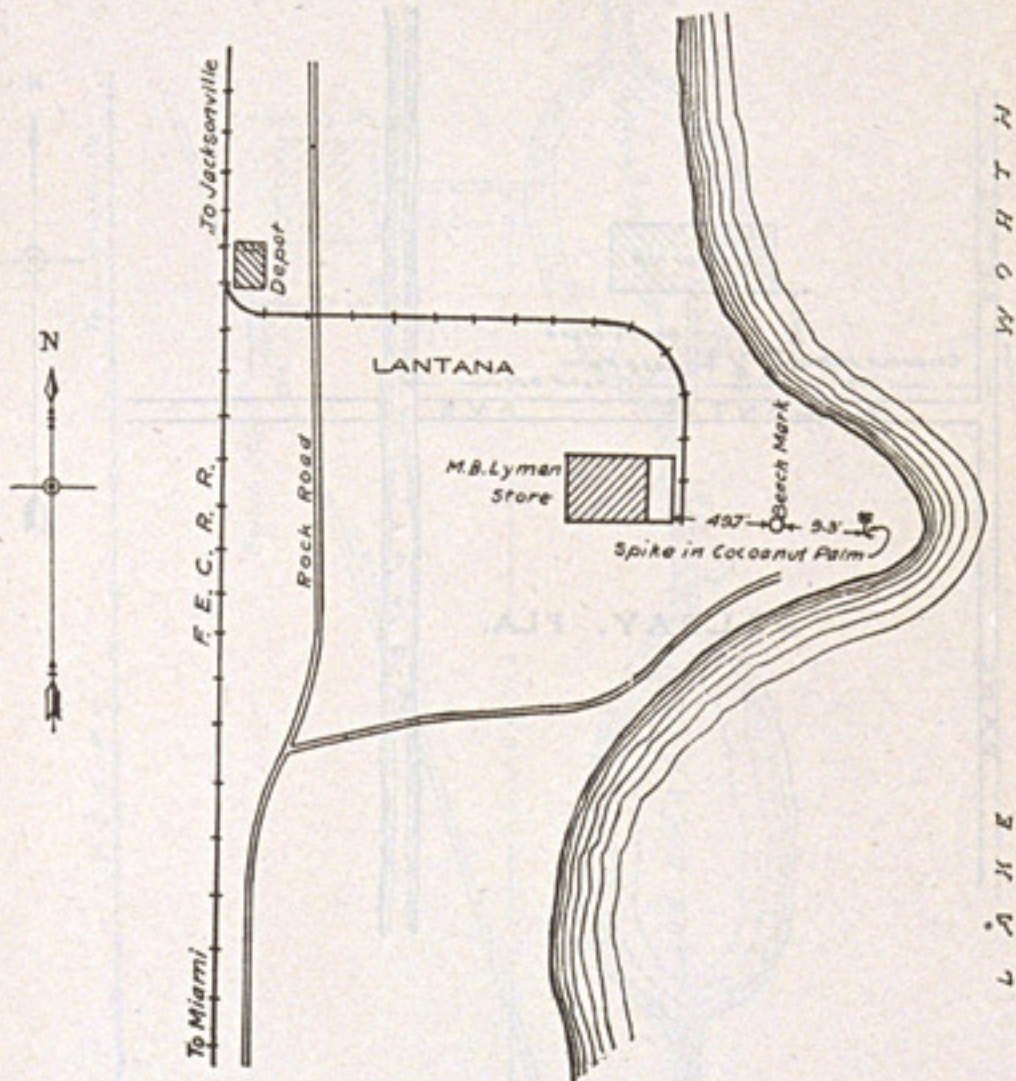 To Jacksonville
Depot
N
LANTANA
F. E. C. R. R.
Rock Road
M.B. Lyman
Store
Bench Mark
49.7'
9.3'
Spike in Cocoanut Palm
To Miami
LAKE WORTH